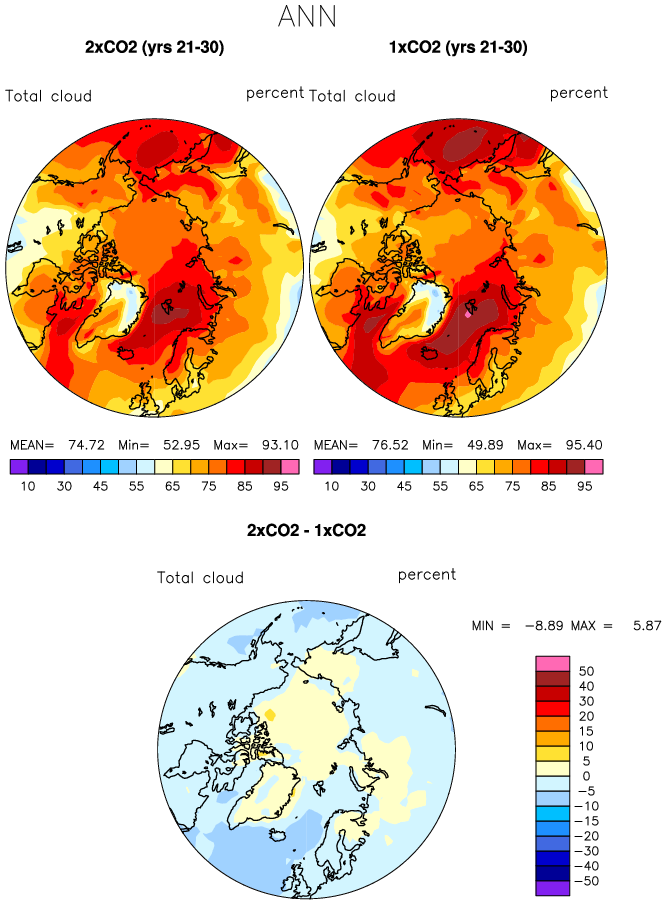 ANN
2xCO2 (yrs 21-30) 1xCO2 (yrs 21-30)
Total cloud percent Total cloud percent
MEAN= 74.72 Min= 52.95 Max= 93.10 MEAN= 76.52 Min= 49.89 Max= 95.40
10 30 45 55 65 75 85 95 10 30 45 55 65 75 85 95
2xCO2 - 1xCO2
Total cloud percent
MIN = -8.89 MAX = 5.87
50
40
30
20
15
10
5
0
-5
-10
-15
-20
-30
-40
-50